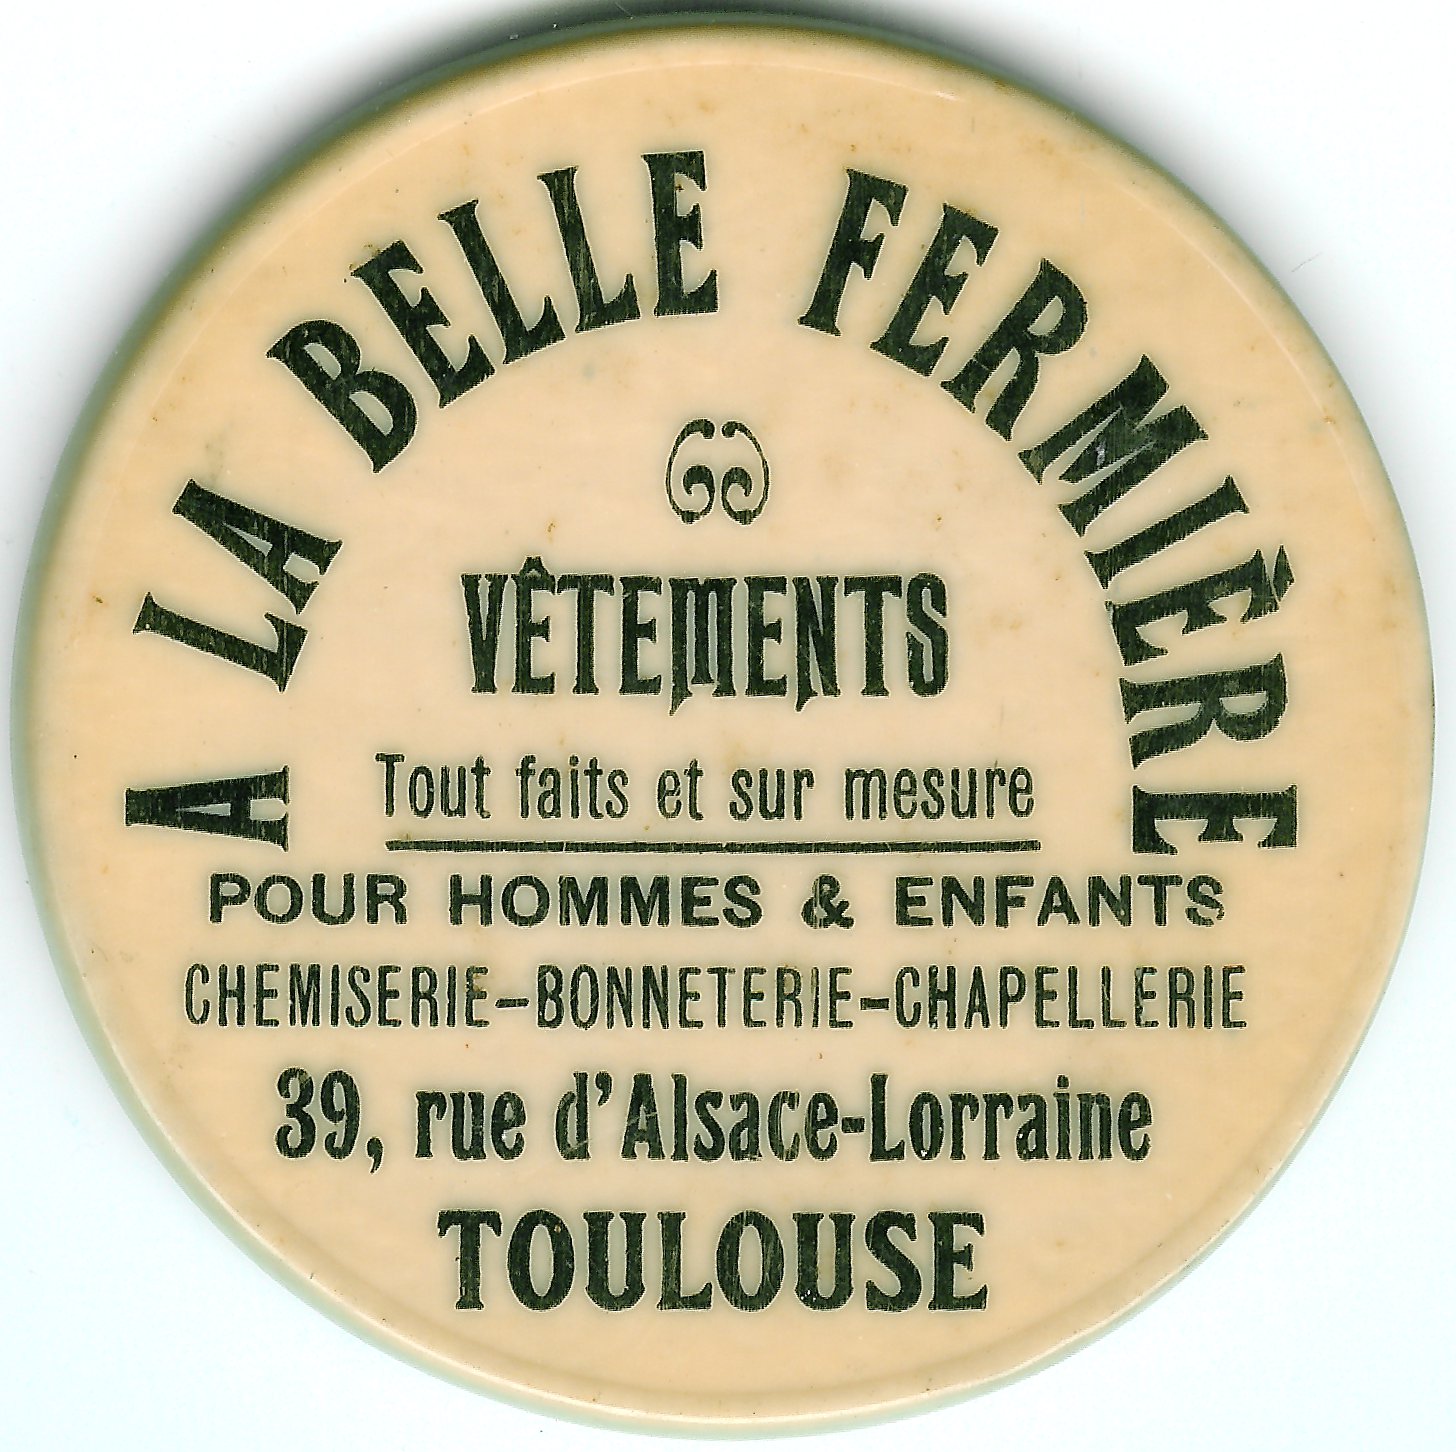 A LA BELLE FERMIÈRE
VÊTEMENTS
Tout faits et sur mesure
POUR HOMMES & ENFANTS
CHEMISERIE-BONNETERIE-CHAPELLERIE
39, rue d'Alsace-Lorraine
TOULOUSE